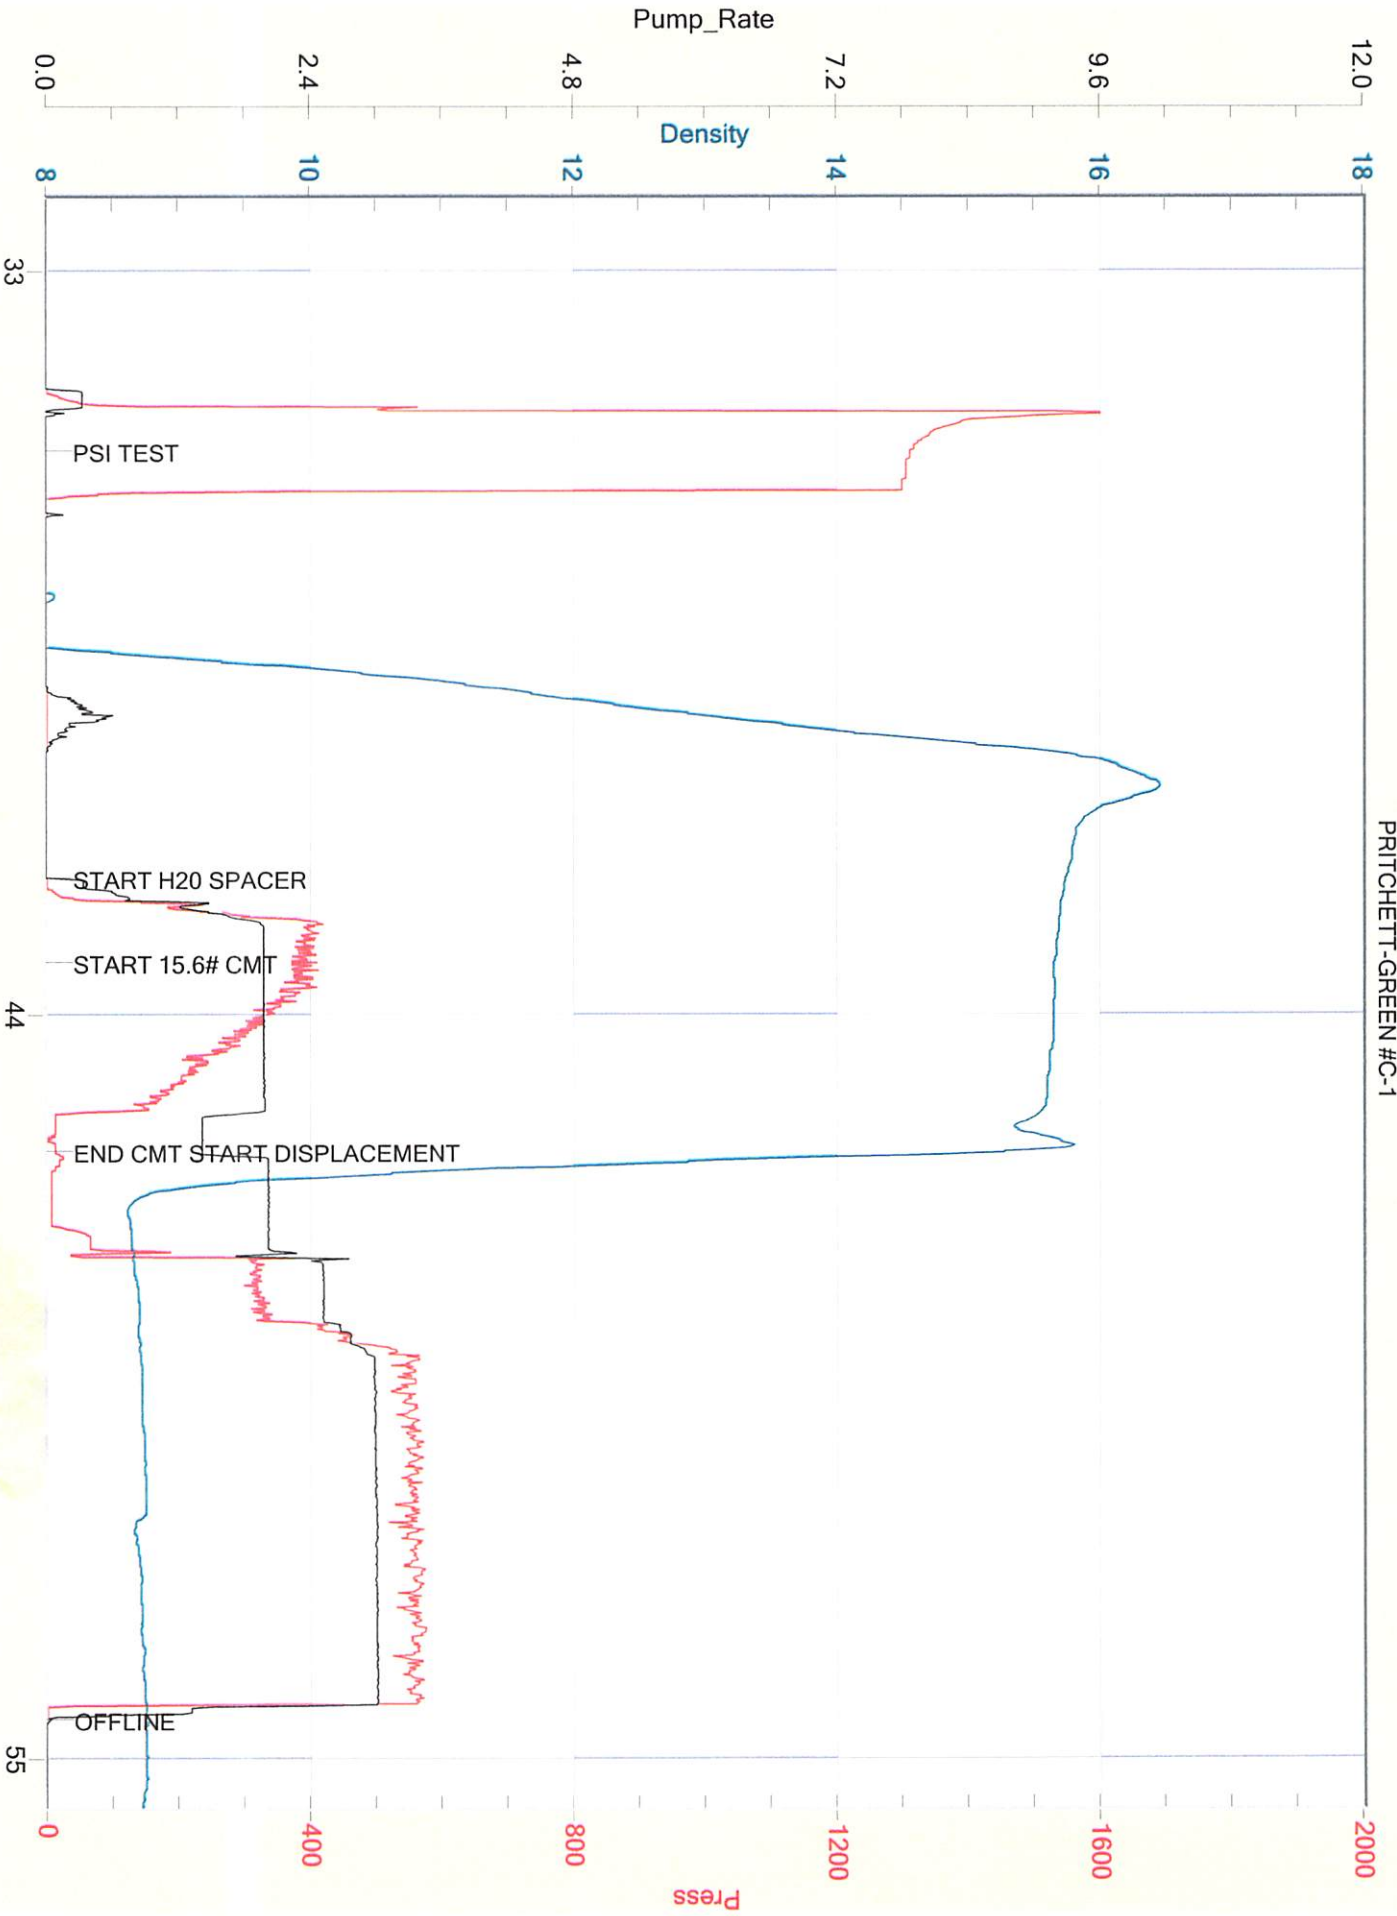 Pump_Rate
0.0 2.4 4.8 7.2 9.6 12.0
Density
8 10 12 14 16 18
PRITCHETT-GREEN #C-1
33
PSI TEST
START H20 SPACER
START 15.6# CMT
44
END CMT START DISPLACEMENT
OFFLINE
55
0 400 800 1200 1600 2000
Press